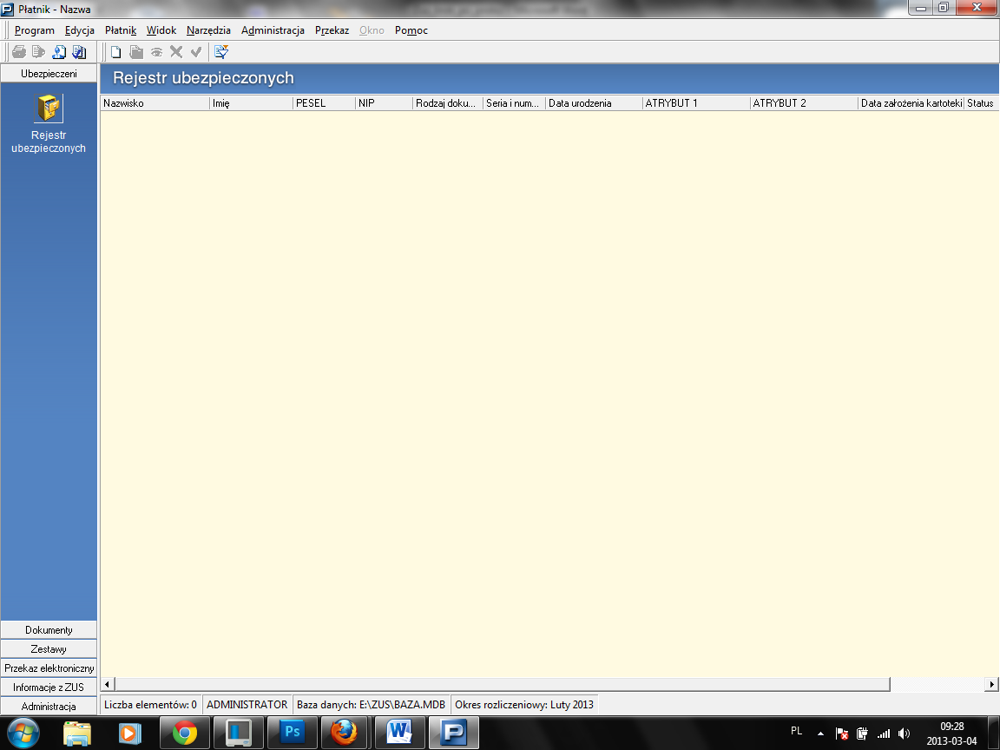 Płatnik - Nazwa
Program Edycja Płatnik Widok Narzędzia Administracja Przekaz Okno Pomoc
Ubezpieczeni
Rejestr ubezpieczonych
Nazwisko Imię PESEL NIP Rodzaj doku... Seria i num... Data urodzenia ATRYBUT 1 ATRYBUT 2 Data założenia kartoteki Status
Rejestr
ubezpieczonych
Dokumenty
Zestawy
Przekaz elektroniczny
Informacje z ZUS
Administracja
Liczba elementów: 0 ADMINISTRATOR Baza danych: E:\ZUS\BAZA.MDB Okres rozliczeniowy: Luty 2013
Ps
W
P
PL
09:28
2013-03-04